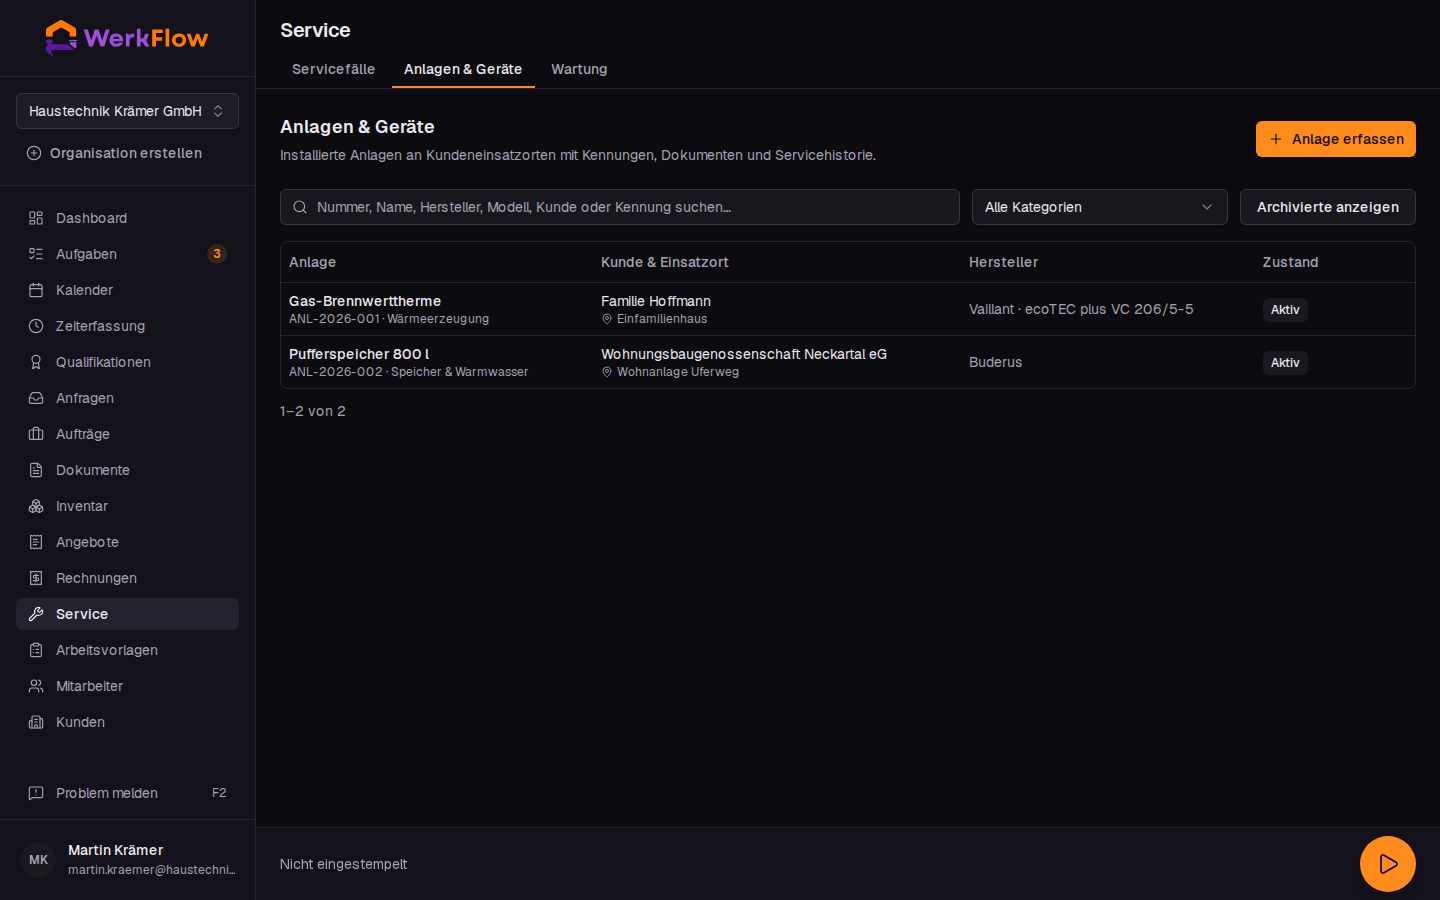 WerkFlow
Haustechnik Krämer GmbH
Organisation erstellen
Dashboard
Aufgaben 3
Kalender
Zeiterfassung
Qualifikationen
Anfragen
Aufträge
Dokumente
Inventar
Angebote
Rechnungen
Service
Arbeitsvorlagen
Mitarbeiter
Kunden
Problem melden F2
MK
Martin Krämer
martin.kraemer@haustechni…
Service
Servicefälle Anlagen & Geräte Wartung
Anlagen & Geräte
Installierte Anlagen an Kundeneinsatzorten mit Kennungen, Dokumenten und Servicehistorie.
Anlage erfassen
Nummer, Name, Hersteller, Modell, Kunde oder Kennung suchen…
Alle Kategorien
Archivierte anzeigen
Anlage Kunde & Einsatzort Hersteller Zustand
Gas-Brennwerttherme
ANL-2026-001 · Wärmeerzeugung
Familie Hoffmann
Einfamilienhaus
Vaillant · ecoTEC plus VC 206/5-5
Aktiv
Pufferspeicher 800 l
ANL-2026-002 · Speicher & Warmwasser
Wohnungsbaugenossenschaft Neckartal eG
Wohnanlage Uferweg
Buderus
Aktiv
1–2 von 2
Nicht eingestempelt